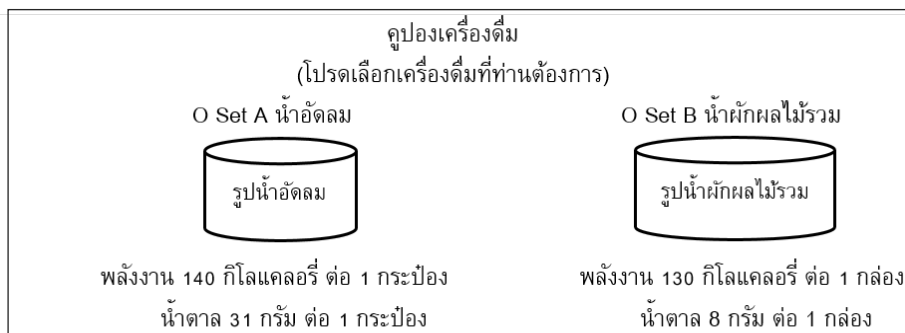 คูปองเครื่องดื่ม
(โปรดเลือกเครื่องดื่มที่ท่านต้องการ)
O Set A น้ำอัดลม
O Set B น้ำผักผลไม้รวม
รูปน้ำอัดลม
รูปน้ำผักผลไม้รวม
พลังงาน 140 กิโลแคลอรี่ ต่อ 1 กระป๋อง
พลังงาน 130 กิโลแคลอรี่ ต่อ 1 กล่อง
น้ำตาล 31 กรัม ต่อ 1 กระป๋อง
น้ำตาล 8 กรัม ต่อ 1 กล่อง